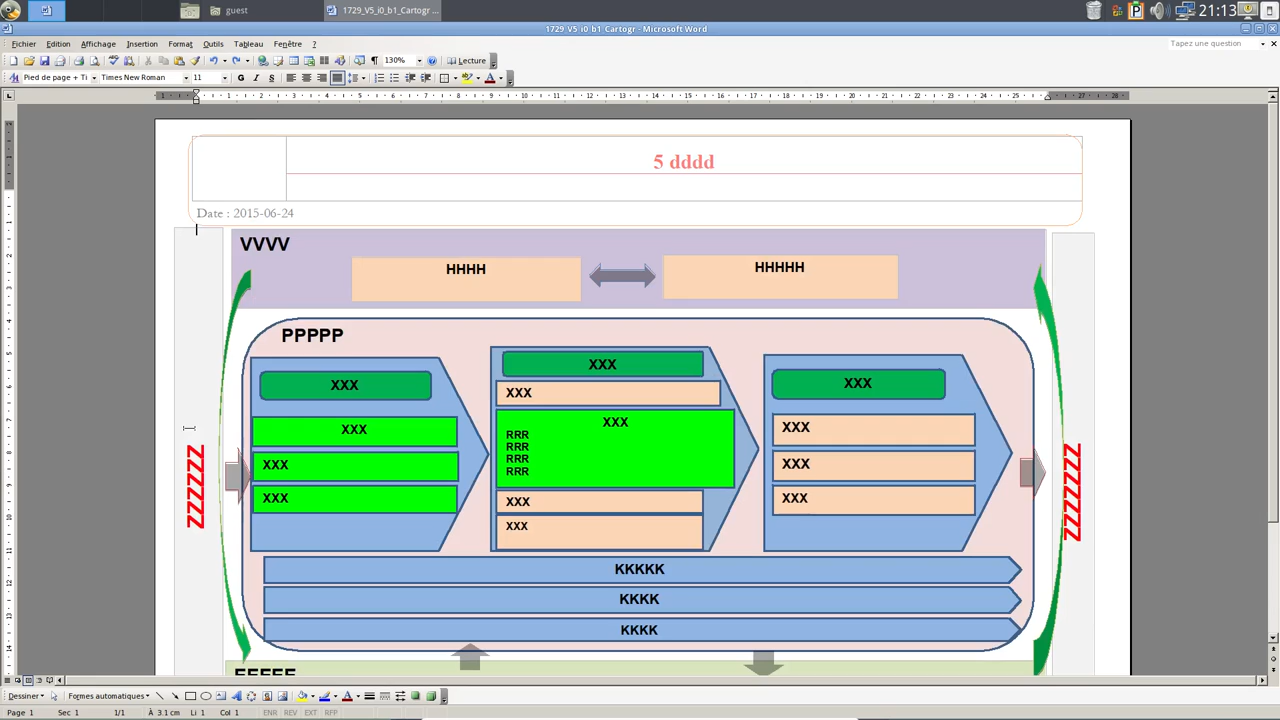 guest
1729_V5_i0_b1_Cartogr ...
21:13
1729_V5_i0_b1_Cartogr - Microsoft Word
Fichier Edition Affichage Insertion Format Outils Tableau Fenêtre ?
Tapez une question
130%
Lecture
Pied de page + Ti
Times New Roman
11
G I S
5 dddd
Date : 2015-06-24
VVVV
HHHH
HHHHH
PPPPP
XXX
XXX
XXX
XXX
XXX
XXX
XXX
RRR
RRR
RRR
RRR
XXX
XXX
XXX
XXX
XXX
XXX
ZZZZZZ
ZZZZZZZ
KKKKK
KKKK
KKKK
EEEEE
Dessiner
Formes automatiques
Page 1 Sec 1 1/1 À 3.1 cm Li 1 Col 1 ENR REV EXT RFP